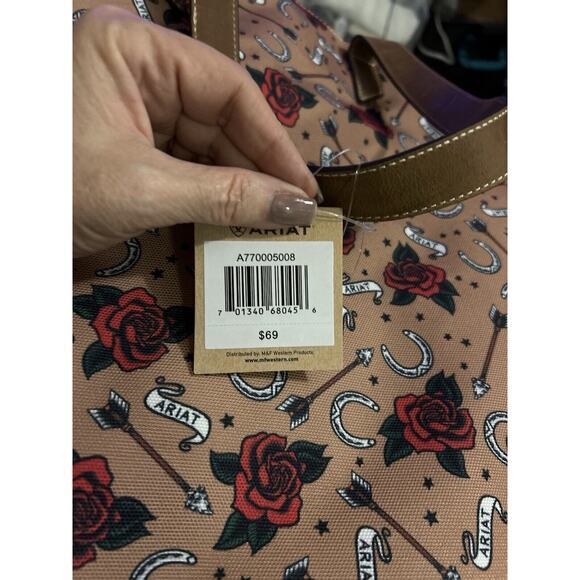 ARIAT
A770005008
7 01340 68045 6
$69
Distributed by: M&F Western Products.
www.mfwestern.com
ARIAT
ARIAT
ARIAT
ARIAT
ARIAT